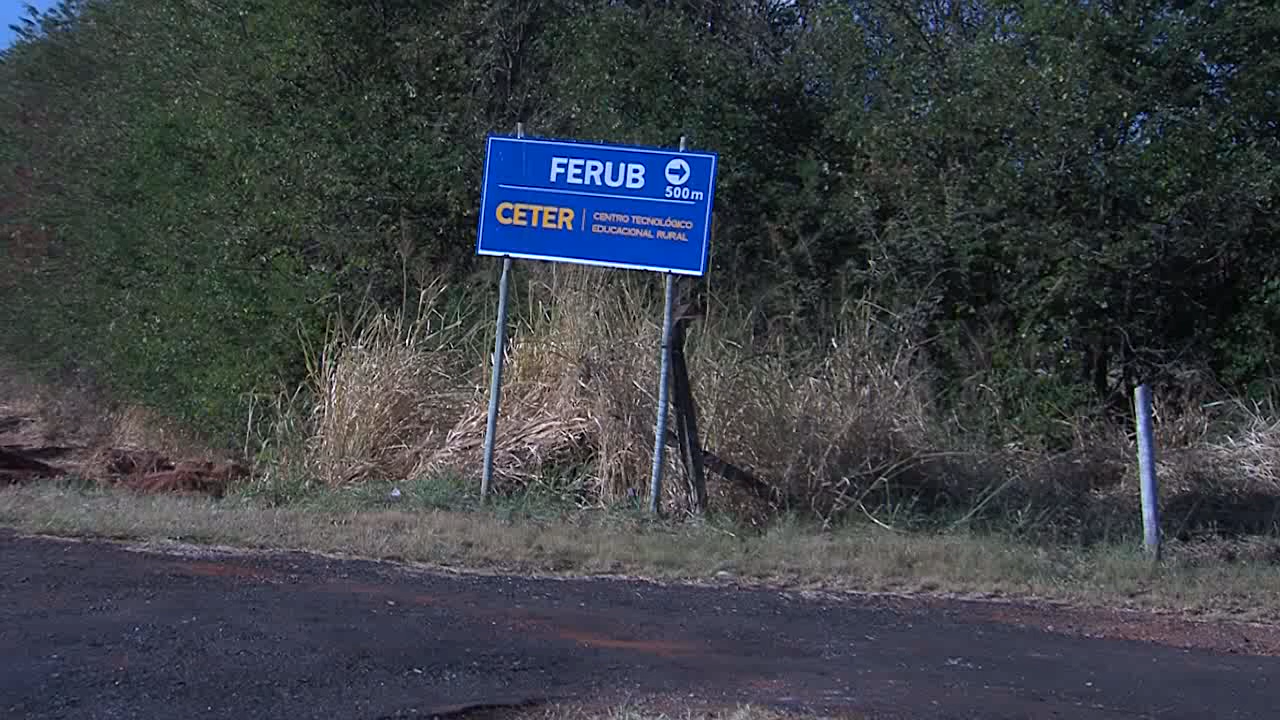 FERUB
500m
CETER
CENTRO TECNOLÓGICO
EDUCACIONAL RURAL